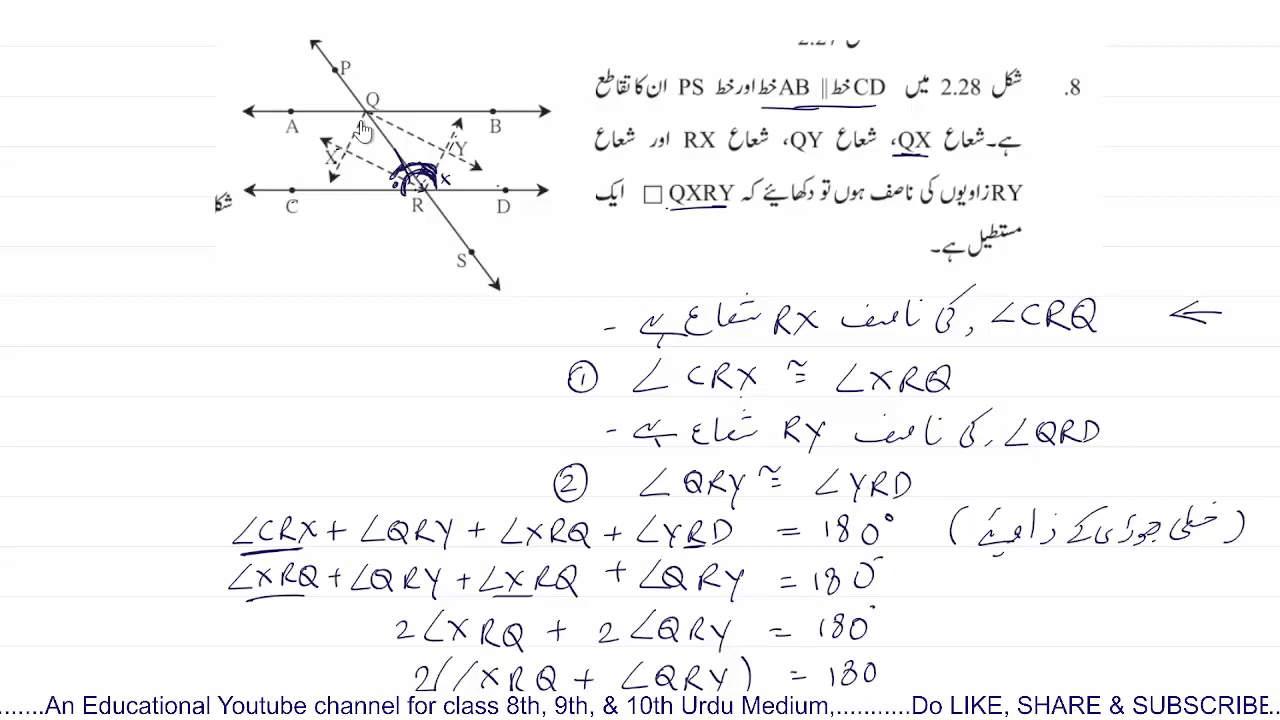 8. شکل 2.28 میں خط AB || خط CD اور خط PS ان کا تقاطع
ہے۔ شعاع QX، شعاع QY، شعاع RX اور شعاع
RY زاویوں کی ناصف ہوں تو دکھائیے کہ □ QXRY ایک
مستطیل ہے۔
P
Q
A
B
X
Y
x
C
R
D
S
← ∠CRQ کی ناصف RX شعاع ہے -
① ∠CRX ≅ ∠XRQ
∠QRD کی ناصف RY شعاع ہے -
② ∠QRY ≅ ∠YRD
∠CRX + ∠QRY + ∠XRQ + ∠YRD = 180° (خطی جوڑی کے زاویئے)
∠XRQ + ∠QRY + ∠XRQ + ∠QRY = 180°
2∠XRQ + 2∠QRY = 180°
2(∠XRQ + ∠QRY) = 180
.......An Educational Youtube channel for class 8th, 9th, & 10th Urdu Medium,...........Do LIKE, SHARE & SUBSCRIBE..